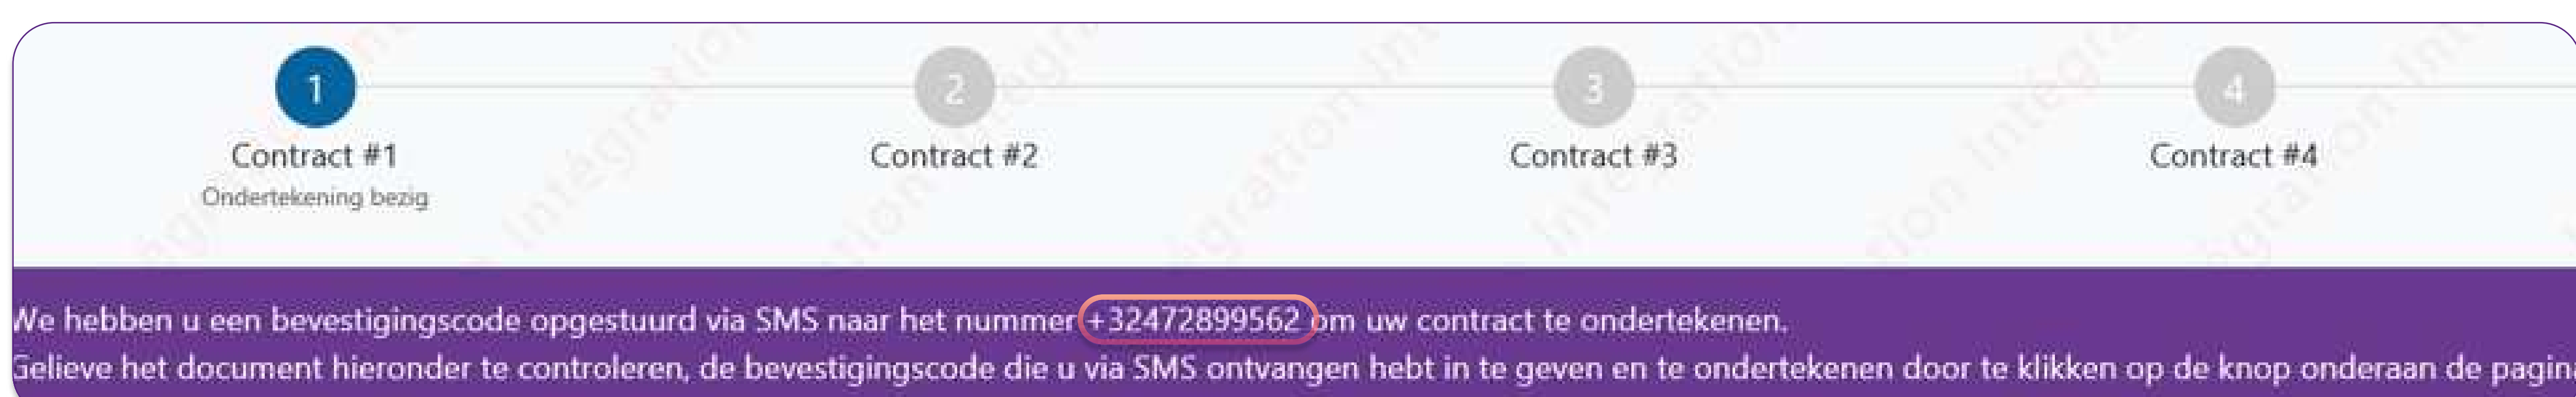 1 2 3 4
Contract #1 Contract #2 Contract #3 Contract #4
Ondertekening bezig
We hebben u een bevestigingscode opgestuurd via SMS naar het nummer +32472899562 om uw contract te ondertekenen.
Gelieve het document hieronder te controleren, de bevestigingscode die u via SMS ontvangen hebt in te geven en te ondertekenen door te klikken op de knop onderaan de pagina